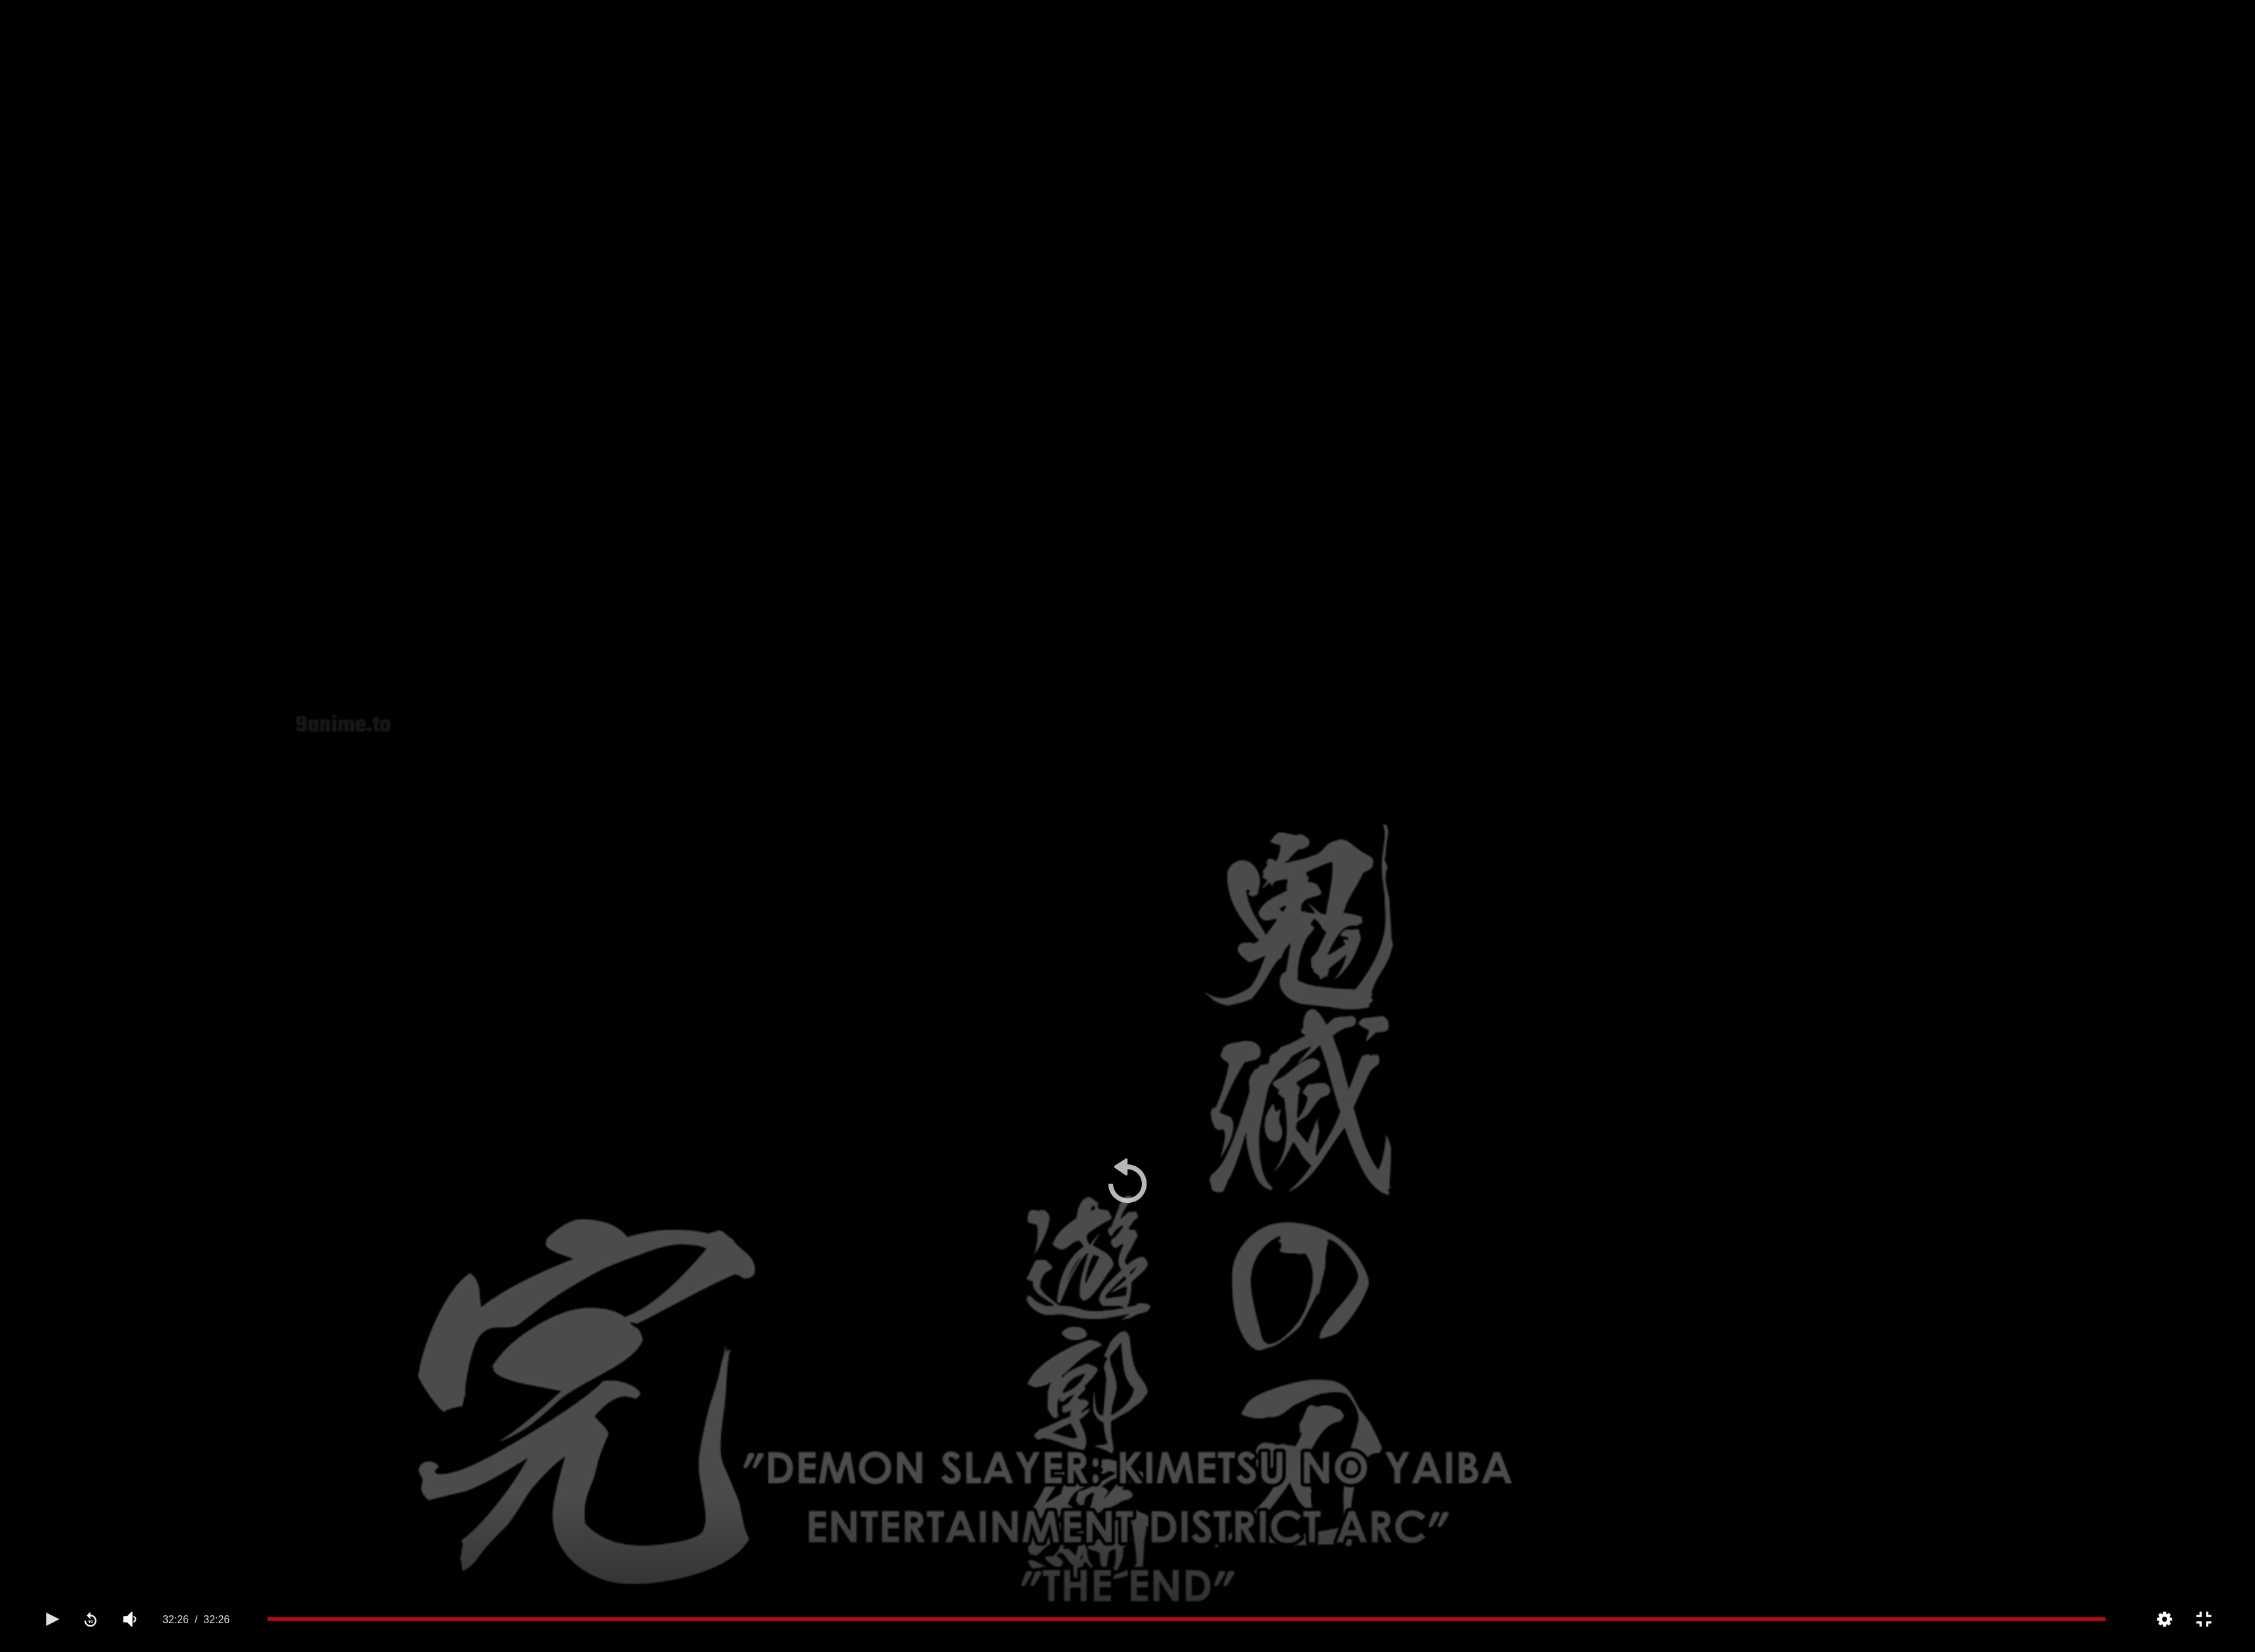 9anime.to
鬼滅の刃
遊郭編
完
"DEMON SLAYER: KIMETSU NO YAIBA
ENTERTAINMENT DISTRICT ARC"
"THE END"
32:26 / 32:26